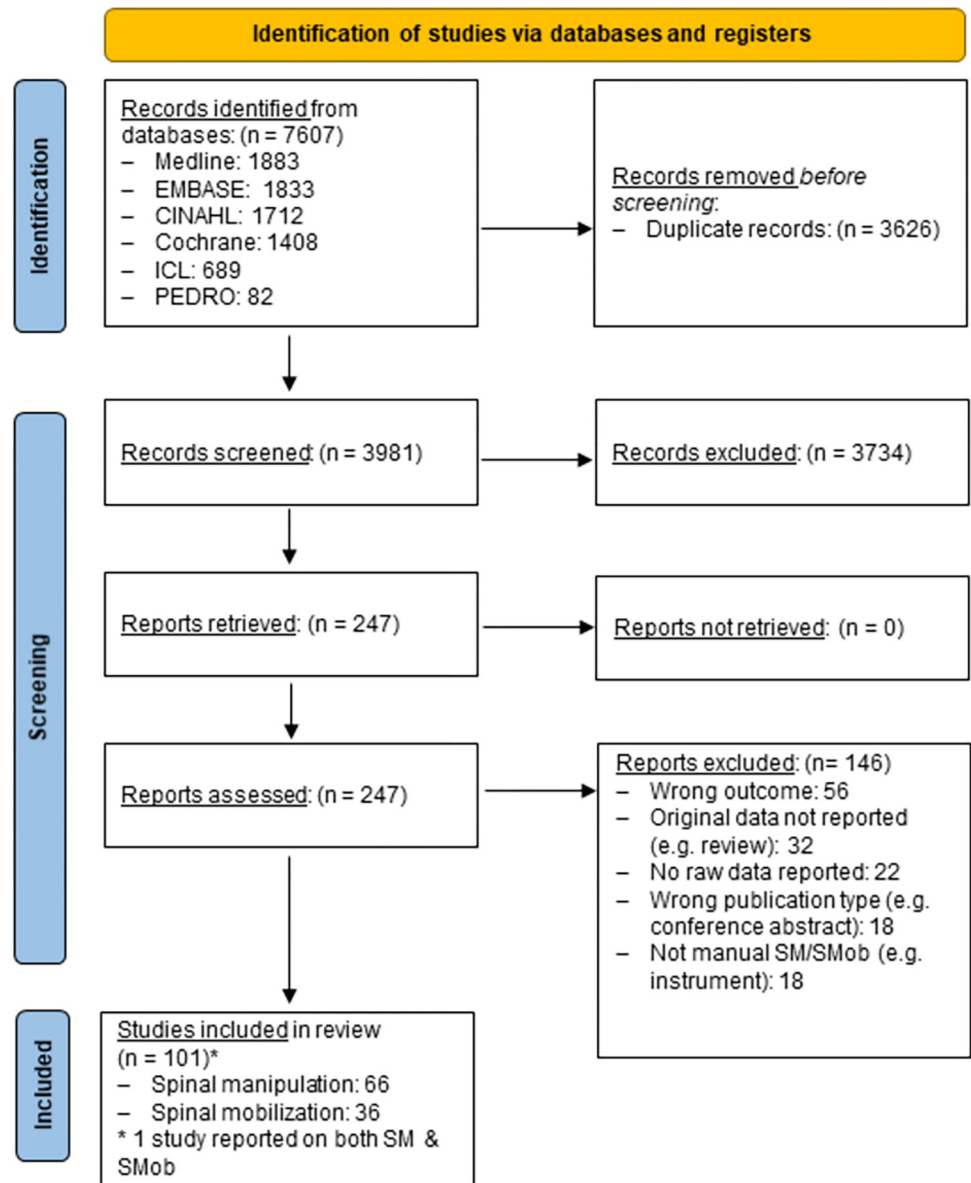 Identification of studies via databases and registers
Identification
Records identified from
databases: (n = 7607)
– Medline: 1883
– EMBASE: 1833
– CINAHL: 1712
– Cochrane: 1408
– ICL: 689
– PEDRO: 82
Records removed before
screening:
– Duplicate records: (n = 3626)
Screening
Records screened: (n = 3981)
Records excluded: (n = 3734)
Reports retrieved: (n = 247)
Reports not retrieved: (n = 0)
Reports assessed: (n = 247)
Reports excluded: (n= 146)
– Wrong outcome: 56
– Original data not reported
(e.g. review): 32
– No raw data reported: 22
– Wrong publication type (e.g.
conference abstract): 18
– Not manual SM/SMob (e.g.
instrument): 18
Included
Studies included in review
(n = 101)*
– Spinal manipulation: 66
– Spinal mobilization: 36
* 1 study reported on both SM &
SMob